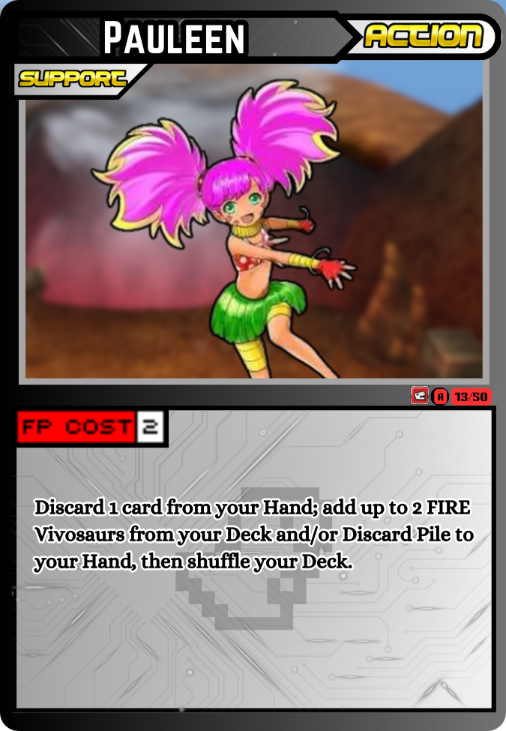 PAULEEN
ACTION
SUPPORT
A 13/50
FP COST 2
Discard 1 card from your Hand; add up to 2 FIRE
Vivosaurs from your Deck and/or Discard Pile to
your Hand, then shuffle your Deck.